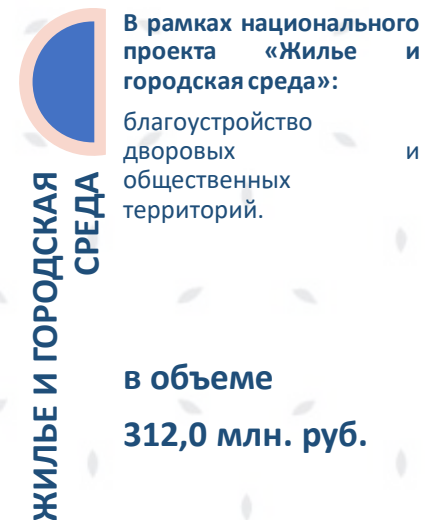 В рамках национального
проекта «Жилье и
городская среда»:
благоустройство
дворовых и
общественных
территорий.
ЖИЛЬЕ И ГОРОДСКАЯ
СРЕДА
в объеме
312,0 млн. руб.